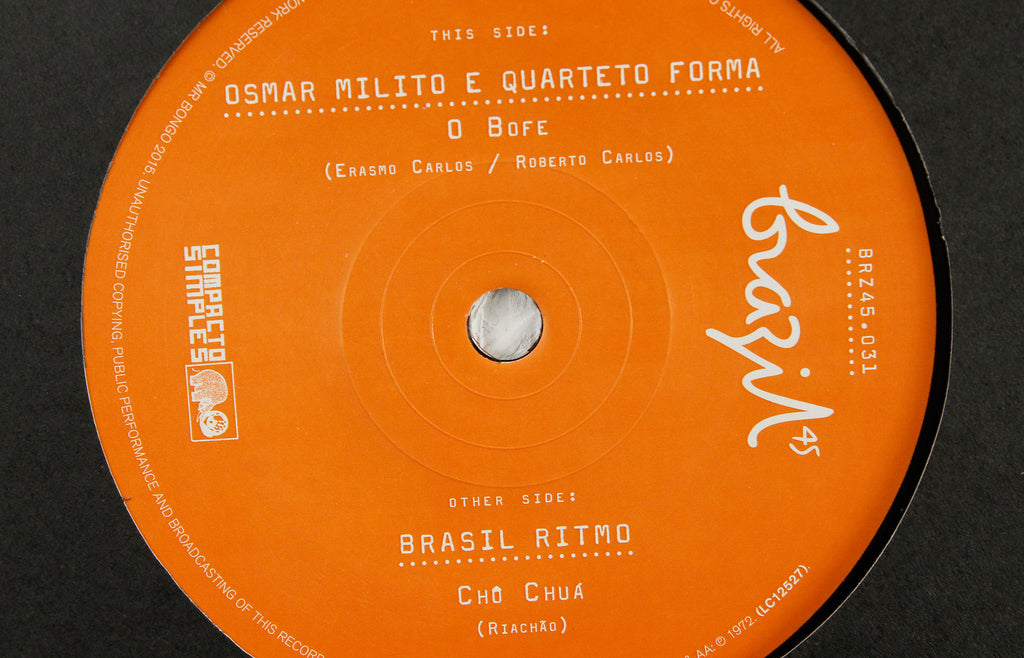 THIS SIDE:
OSMAR MILITO E QUARTETO FORMA
O BOFE
(ERASMO CARLOS / ROBERTO CARLOS)
brazil 45
BRZ45.031
COMPACTO
SIMPLES
OTHER SIDE:
BRASIL RITMO
CHÔ CHUÁ
(RIACHÃO)
WORK RESERVED. © MR BONGO 2015. UNAUTHORISED COPYING, PUBLIC PERFORMANCE AND BROADCASTING OF THIS RECOR
AA: ℗ 1972. (LC12527).
ALL RIGHTS O